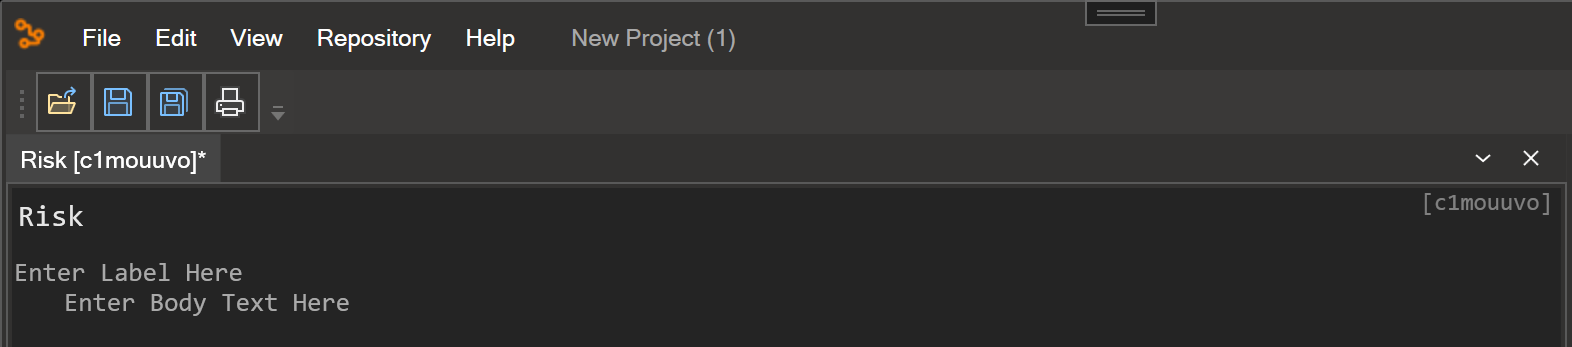 File Edit View Repository Help New Project (1)
Risk [c1mouuvo]*
[c1mouuvo]
Risk
Enter Label Here
Enter Body Text Here